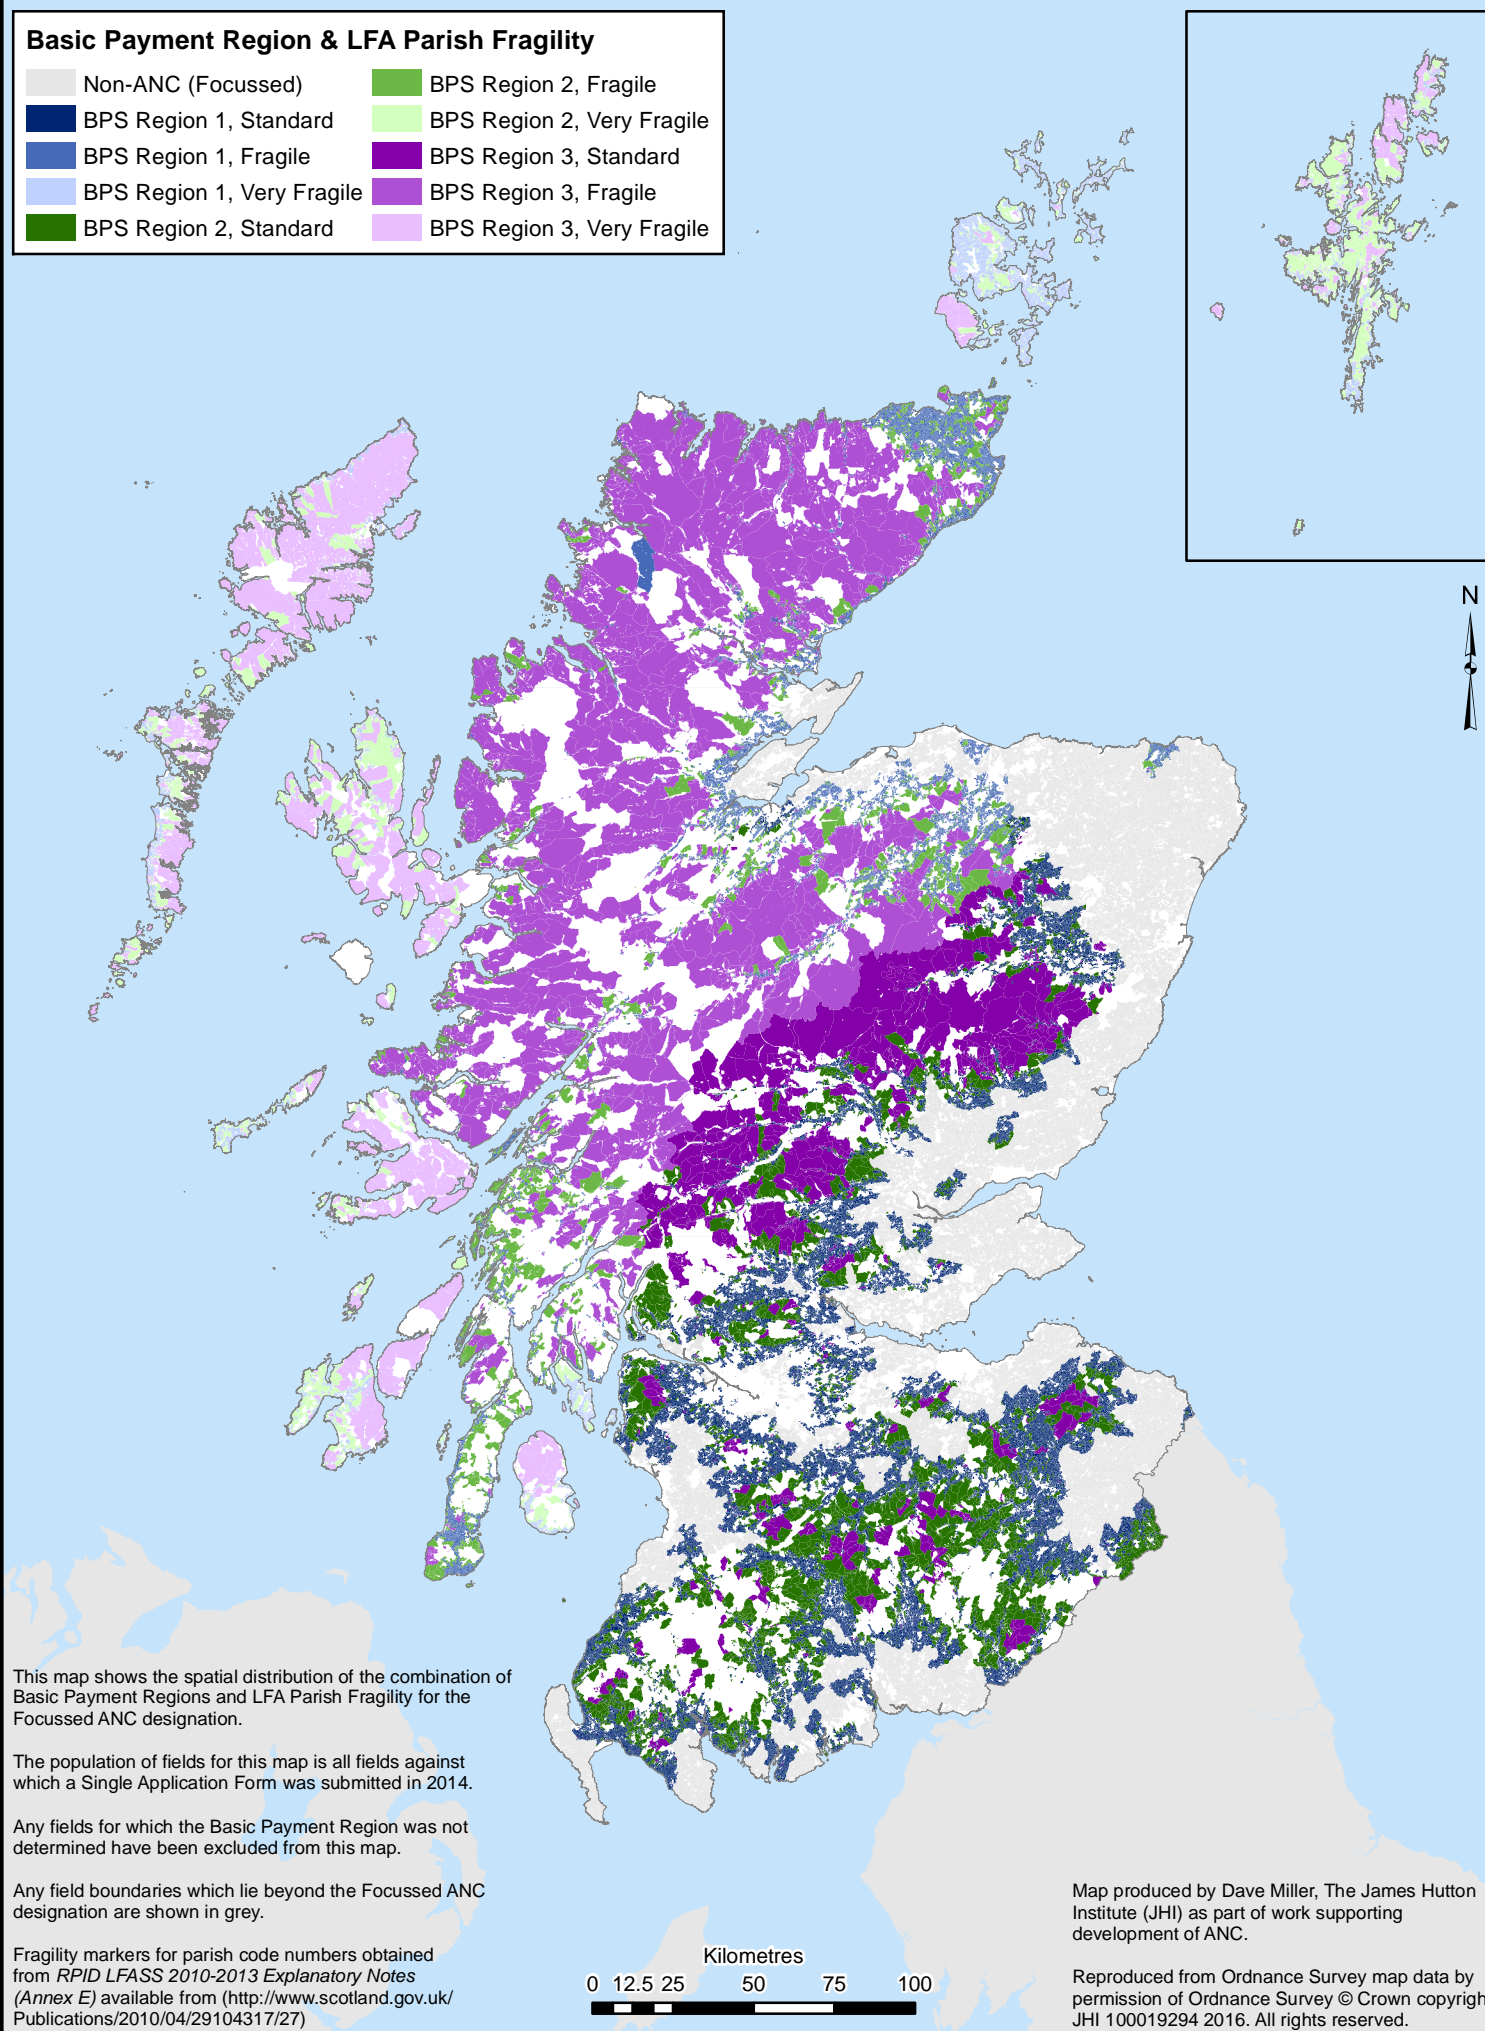 Basic Payment Region & LFA Parish Fragility
Non-ANC (Focussed)
BPS Region 1, Standard
BPS Region 1, Fragile
BPS Region 1, Very Fragile
BPS Region 2, Standard
BPS Region 2, Fragile
BPS Region 2, Very Fragile
BPS Region 3, Standard
BPS Region 3, Fragile
BPS Region 3, Very Fragile
N
This map shows the spatial distribution of the combination of
Basic Payment Regions and LFA Parish Fragility for the
Focussed ANC designation.
The population of fields for this map is all fields against
which a Single Application Form was submitted in 2014.
Any fields for which the Basic Payment Region was not
determined have been excluded from this map.
Any field boundaries which lie beyond the Focussed ANC
designation are shown in grey.
Fragility markers for parish code numbers obtained
from RPID LFASS 2010-2013 Explanatory Notes
(Annex E) available from (http://www.scotland.gov.uk/
Publications/2010/04/29104317/27)
Kilometres
0 12.5 25 50 75 100
Map produced by Dave Miller, The James Hutton
Institute (JHI) as part of work supporting
development of ANC.
Reproduced from Ordnance Survey map data by
permission of Ordnance Survey © Crown copyrigh
JHI 100019294 2016. All rights reserved.